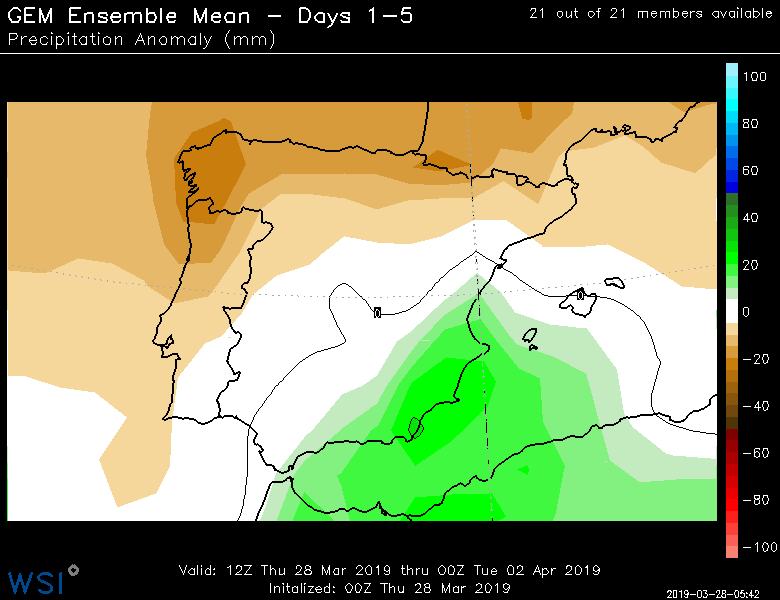 GEM Ensemble Mean - Days 1-5
21 out of 21 members available
Precipitation Anomaly (mm)
100
80
60
40
20
0
-20
-40
-60
-80
-100
0
0
Valid: 12Z Thu 28 Mar 2019 thru 00Z Tue 02 Apr 2019
Initalized: 00Z Thu 28 Mar 2019
WSI
2019-03-28-05:42